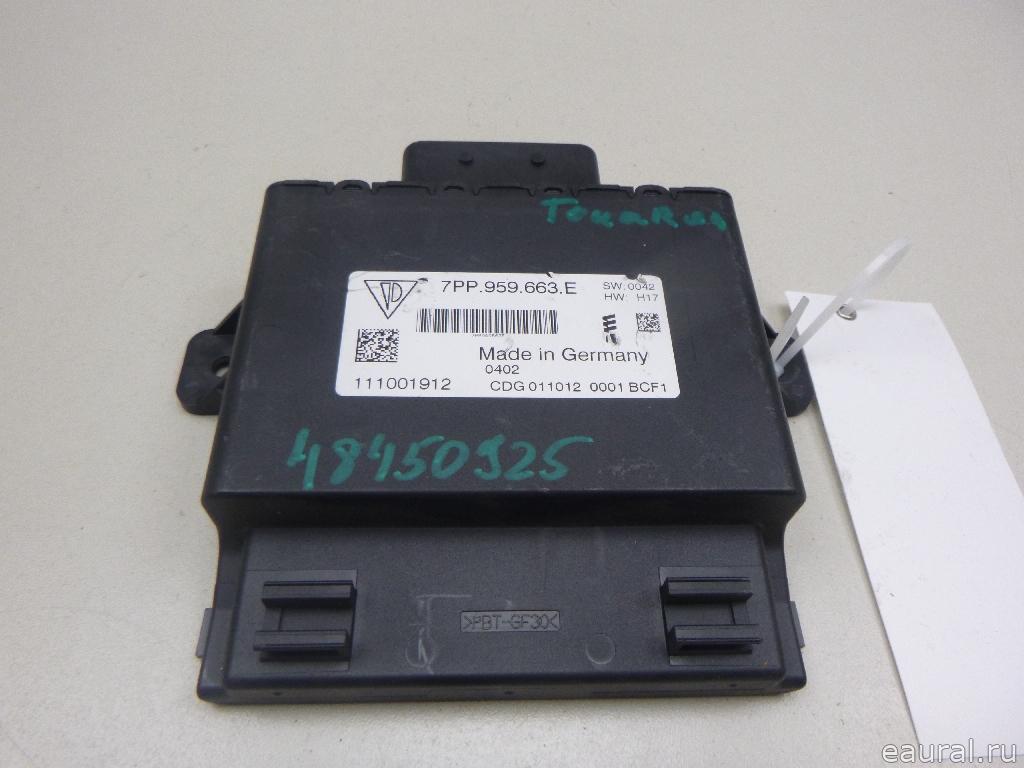 Touareg
7PP.959.663.E
SW:0042
HW: H17
Made in Germany
0402
111001912
CDG 011012 0001 BCF1
48450925
>PBT-GF30<
eaural.ru